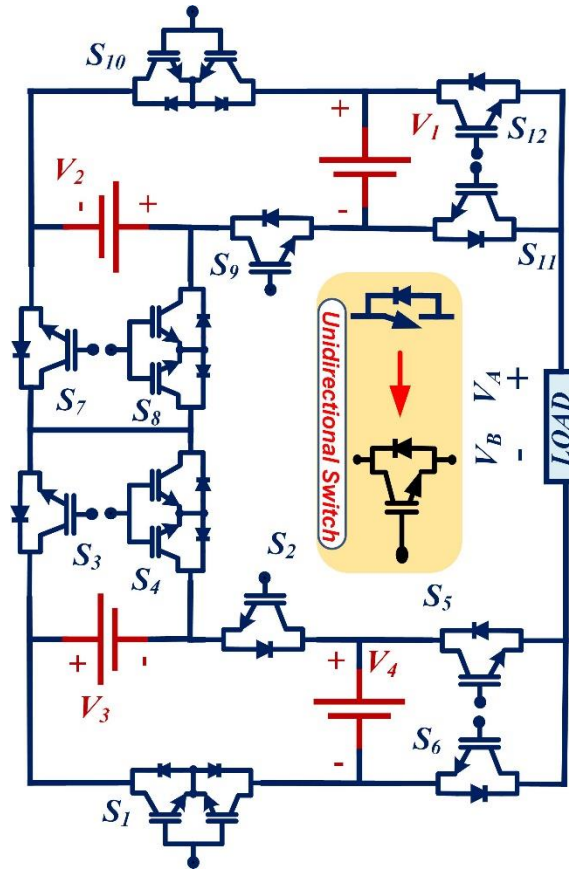 S10
+
V1
S12
V2
-
+
-
S9
S11
S7
S8
Unidirectional Switch
VA
+
VB
-
LOAD
S3
S4
S2
S5
+
-
V3
+
V4
-
S6
S1